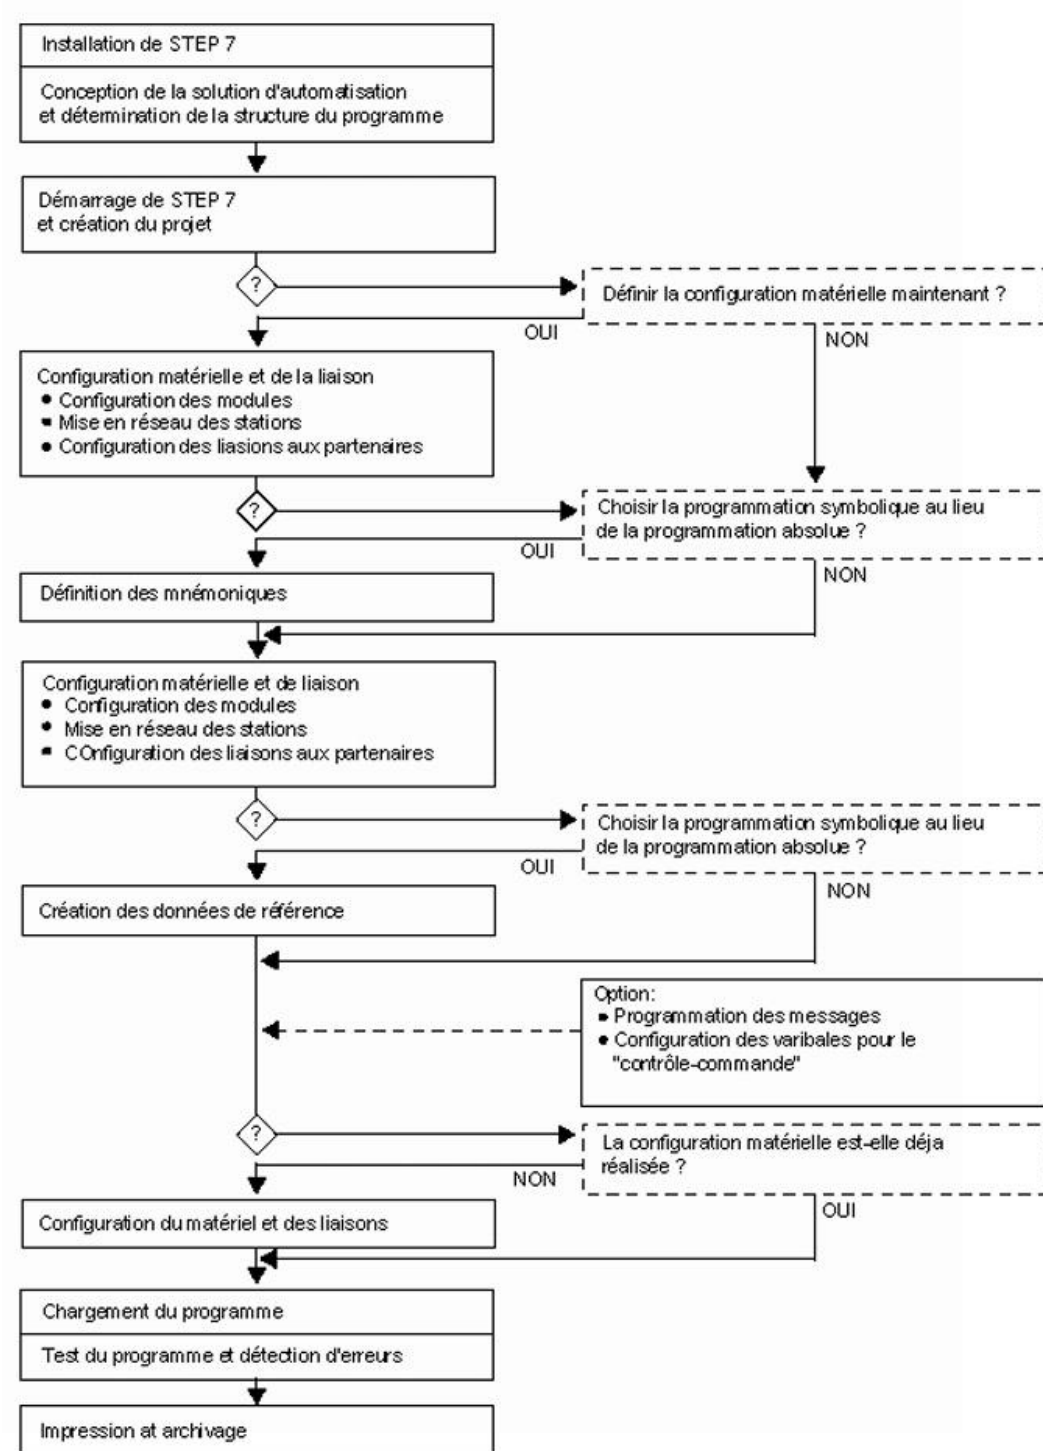 Installation de STEP 7
Conception de la solution d'automatisation
et détermination de la structure du programme
Démarrage de STEP 7
et création du projet
?
Définir la configuration matérielle maintenant ?
OUI
NON
Configuration matérielle et de la liaison
• Configuration des modules
▪ Mise en réseau des stations
• Configuration des liasions aux partenaires
?
Choisir la programmation symbolique au lieu
de la programmation absolue ?
OUI
NON
Définition des mnémoniques
Configuration matérielle et de liaison
• Configuration des modules
• Mise en réseau des stations
▪ COnfiguration des liaisons aux partenaires
?
Choisir la programmation symbolique au lieu
de la programmation absolue ?
OUI
NON
Création des données de référence
Option:
• Programmation des messages
• Configuration des varibales pour le
"contrôle-commande"
?
La configuration matérielle est-elle déja
réalisée ?
NON
OUI
Configuration du matériel et des liaisons
Chargement du programme
Test du programme et détection d'erreurs
Impression at archivage